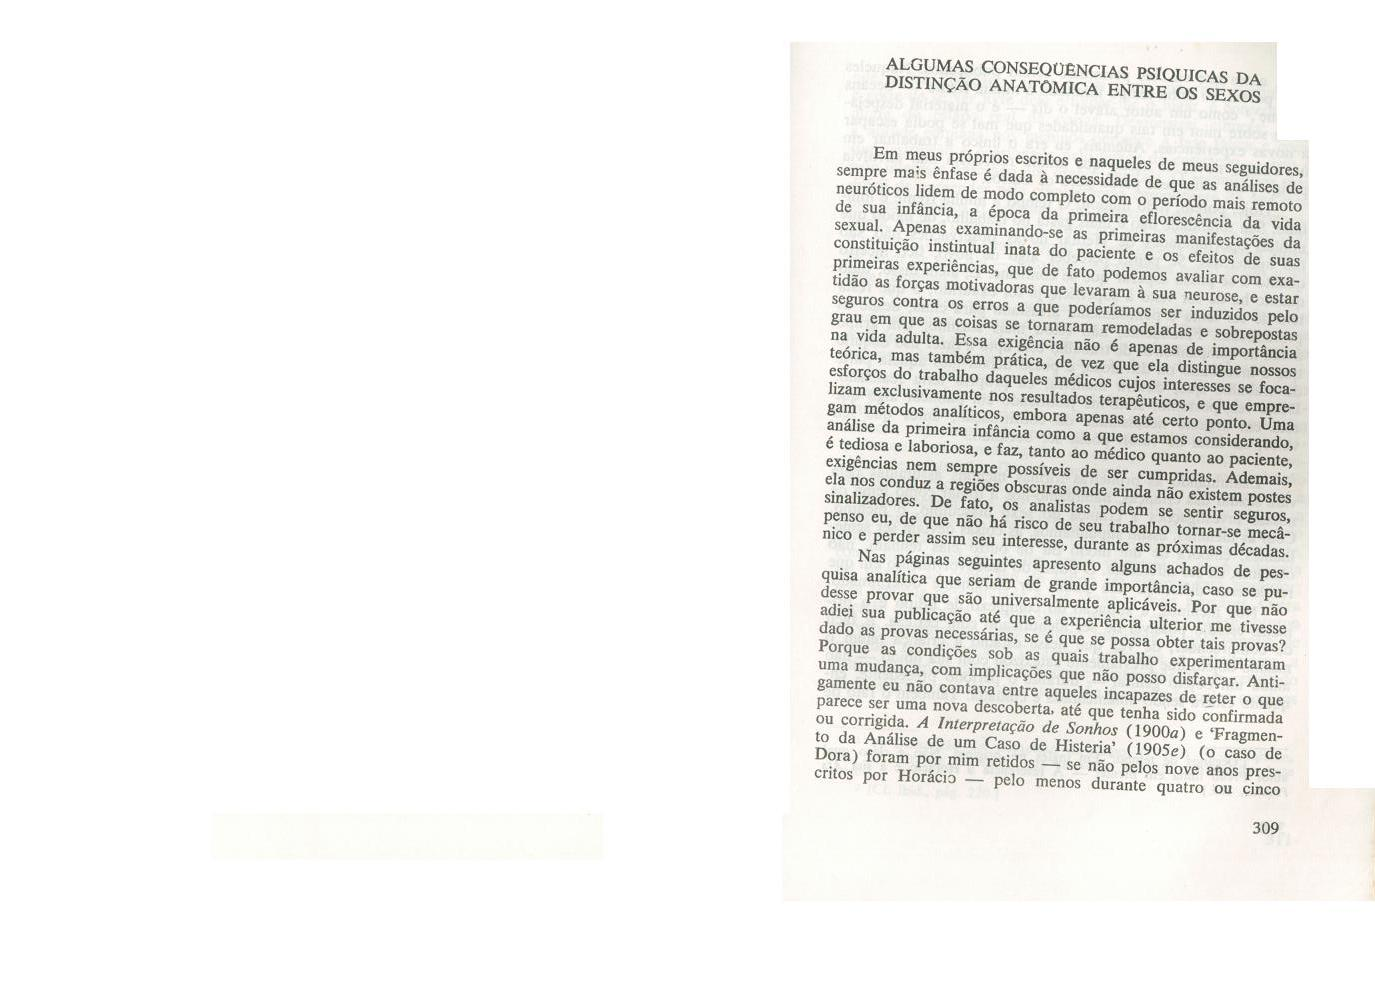 ALGUMAS CONSEQÜÊNCIAS PSÍQUICAS DA
DISTINÇÃO ANATÔMICA ENTRE OS SEXOS
Em meus próprios escritos e naqueles de meus seguidores,
sempre mais ênfase é dada à necessidade de que as análises de
neuróticos lidem de modo completo com o período mais remoto
de sua infância, a época da primeira eflorescência da vida
sexual. Apenas examinando-se as primeiras manifestações da
constituição instintual inata do paciente e os efeitos de suas
primeiras experiências, que de fato podemos avaliar com exa-
tidão as forças motivadoras que levaram à sua neurose, e estar
seguros contra os erros a que poderíamos ser induzidos pelo
grau em que as coisas se tornaram remodeladas e sobrepostas
na vida adulta. Essa exigência não é apenas de importância
teórica, mas também prática, de vez que ela distingue nossos
esforços do trabalho daqueles médicos cujos interesses se foca-
lizam exclusivamente nos resultados terapêuticos, e que empre-
gam métodos analíticos, embora apenas até certo ponto. Uma
análise da primeira infância como a que estamos considerando,
é tediosa e laboriosa, e faz, tanto ao médico quanto ao paciente,
exigências nem sempre possíveis de ser cumpridas. Ademais,
ela nos conduz a regiões obscuras onde ainda não existem postes
sinalizadores. De fato, os analistas podem se sentir seguros,
penso eu, de que não há risco de seu trabalho tornar-se mecâ-
nico e perder assim seu interesse, durante as próximas décadas.
Nas páginas seguintes apresento alguns achados de pes-
quisa analítica que seriam de grande importância, caso se pu-
desse provar que são universalmente aplicáveis. Por que não
adiei sua publicação até que a experiência ulterior me tivesse
dado as provas necessárias, se é que se possa obter tais provas?
Porque as condições sob as quais trabalho experimentaram
uma mudança, com implicações que não posso disfarçar. Anti-
gamente eu não contava entre aqueles incapazes de reter o que
parece ser uma nova descoberta, até que tenha sido confirmada
ou corrigida. A Interpretação de Sonhos (1900a) e ‘Fragmen-
to da Análise de um Caso de Histeria’ (1905e) (o caso de
Dora) foram por mim retidos — se não pelos nove anos pres-
critos por Horácio — pelo menos durante quatro ou cinco
309